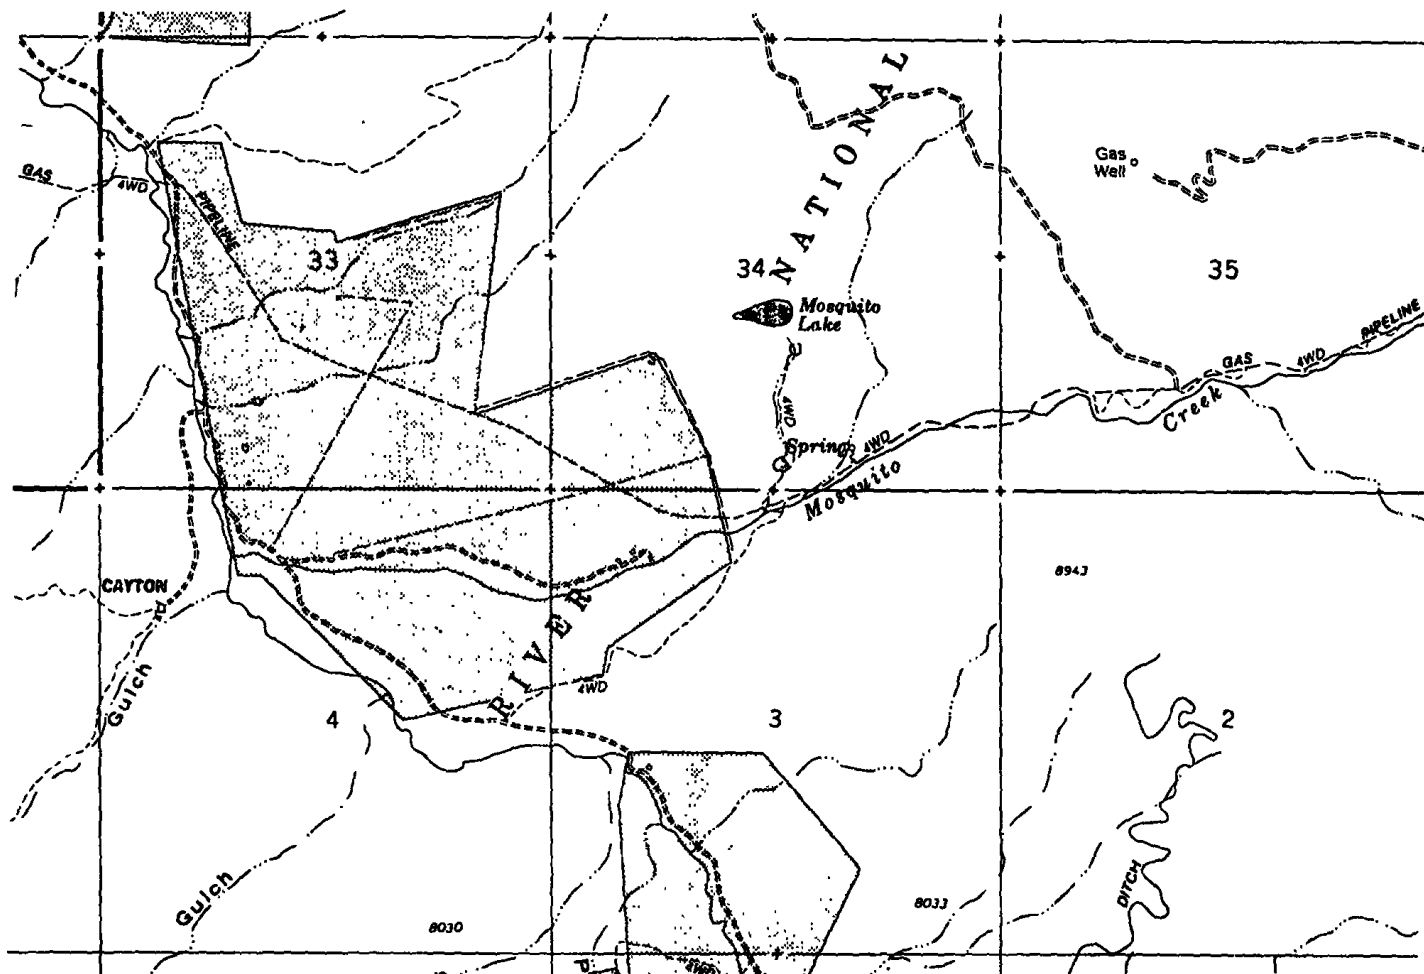 NATIONAL
Gas
Well
GAS
4WD
PIPELINE
33
34
35
Mosquito
Lake
PIPELINE
4WD
GAS
Creek
4WD
Spring
4WD
Mosquito
8943
CAYTON
RIVER
4WD
Gulch
4
3
2
DITCH
Gulch
8033
8030
4WD